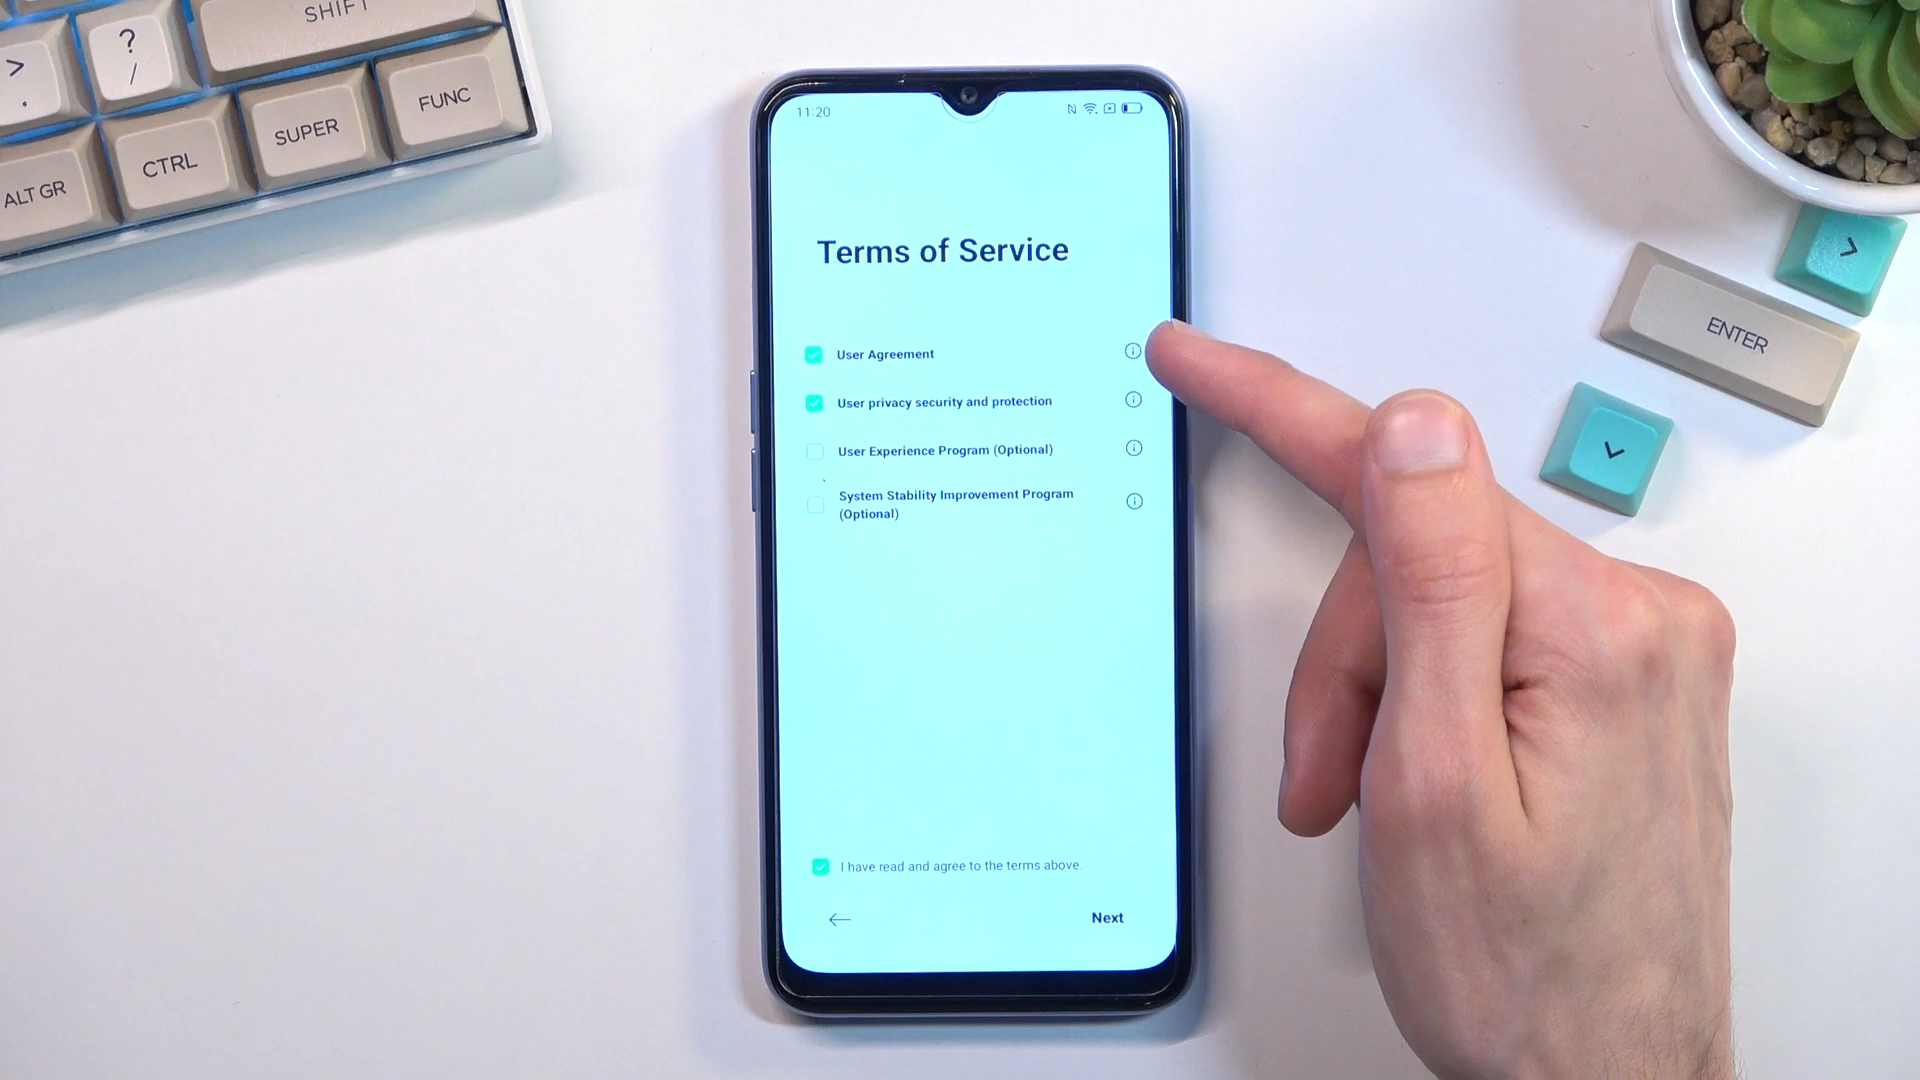 SHIFT
?
/
>
.
FUNC
SUPER
CTRL
ALT GR
11:20
Terms of Service
User Agreement
User privacy security and protection
User Experience Program (Optional)
System Stability Improvement Program
(Optional)
I have read and agree to the terms above.
Next
>
ENTER